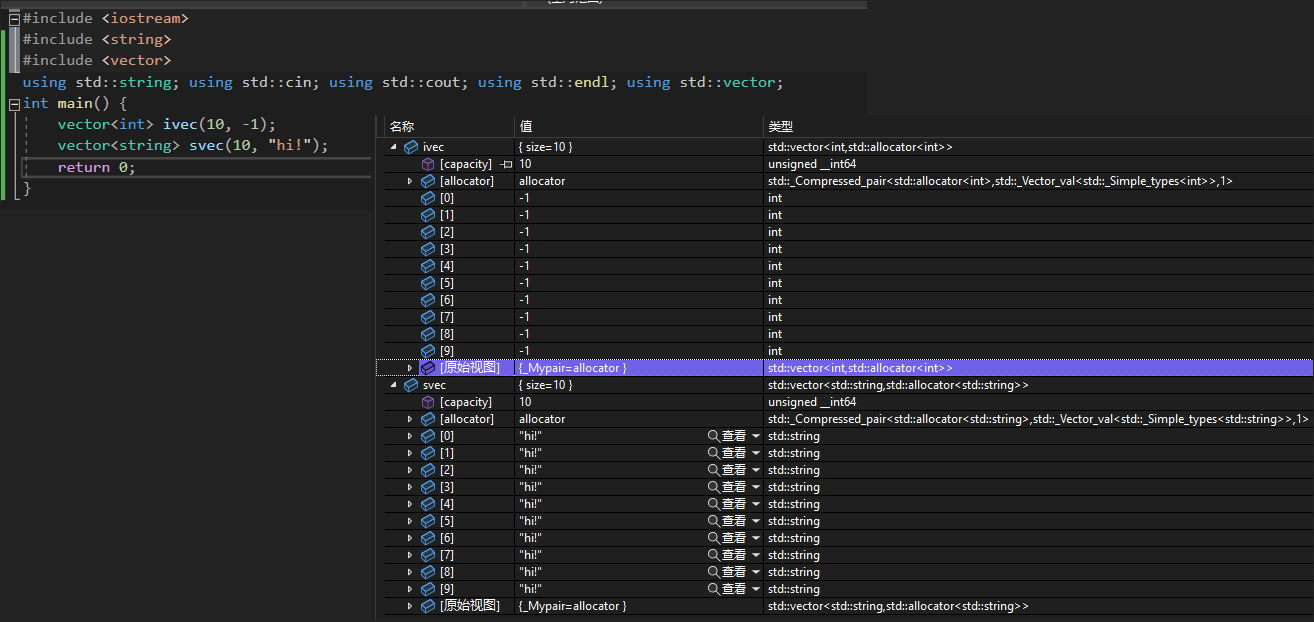 #include <iostream>
#include <string>
#include <vector>
using std::string; using std::cin; using std::cout; using std::endl; using std::vector;
int main() {
vector<int> ivec(10, -1);
vector<string> svec(10, "hi!");
return 0;
}
名称 值 类型
ivec { size=10 } std::vector<int,std::allocator<int>>
[capacity] 10 unsigned __int64
[allocator] allocator std::_Compressed_pair<std::allocator<int>,std::_Vector_val<std::_Simple_types<int>>,1>
[0] -1 int
[1] -1 int
[2] -1 int
[3] -1 int
[4] -1 int
[5] -1 int
[6] -1 int
[7] -1 int
[8] -1 int
[9] -1 int
[原始视图] {_Mypair=allocator } std::vector<int,std::allocator<int>>
svec { size=10 } std::vector<std::string,std::allocator<std::string>>
[capacity] 10 unsigned __int64
[allocator] allocator std::_Compressed_pair<std::allocator<std::string>,std::_Vector_val<std::_Simple_types<std::string>>,1>
[0] "hi!" 查看 std::string
[1] "hi!" 查看 std::string
[2] "hi!" 查看 std::string
[3] "hi!" 查看 std::string
[4] "hi!" 查看 std::string
[5] "hi!" 查看 std::string
[6] "hi!" 查看 std::string
[7] "hi!" 查看 std::string
[8] "hi!" 查看 std::string
[9] "hi!" 查看 std::string
[原始视图] {_Mypair=allocator } std::vector<std::string,std::allocator<std::string>>